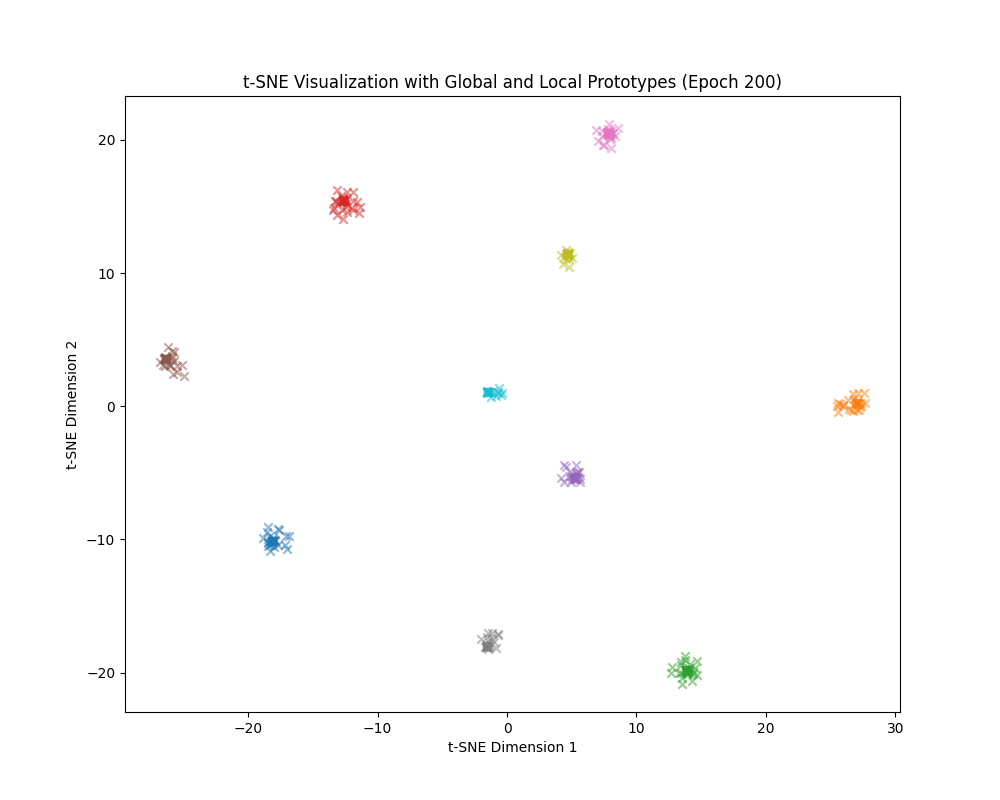 t-SNE Visualization with Global and Local Prototypes (Epoch 200)
20
10
0
−10
−20
t-SNE Dimension 2
−20 −10 0 10 20 30
t-SNE Dimension 1